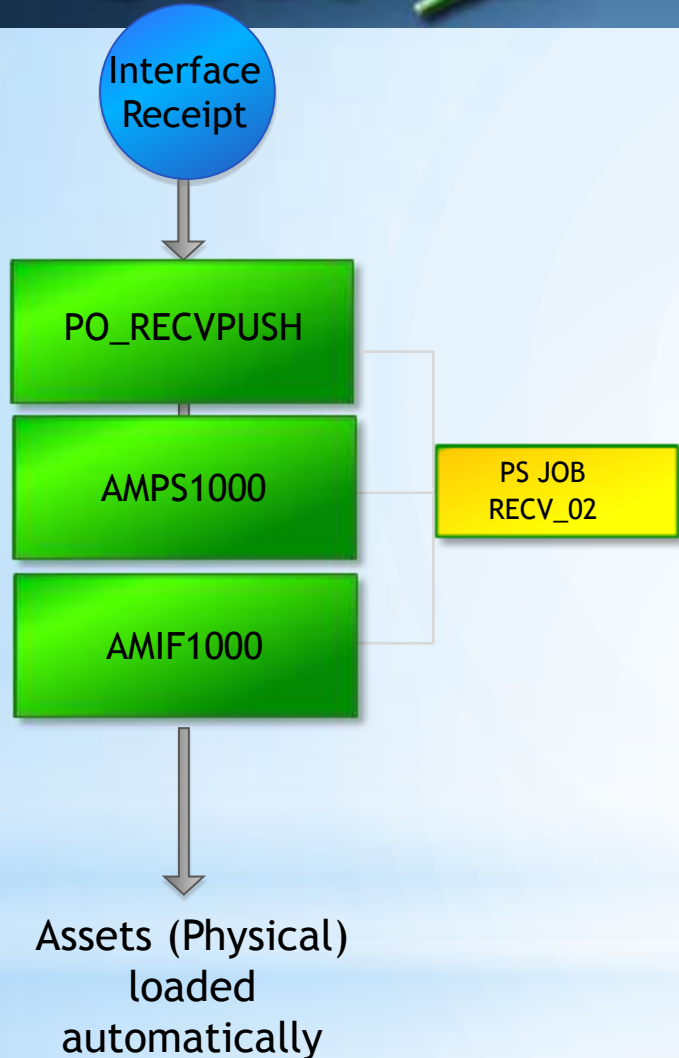 Interface
Receipt
PO_RECVPUSH
AMPS1000
PS JOB
RECV_02
AMIF1000
Assets (Physical)
loaded
automatically